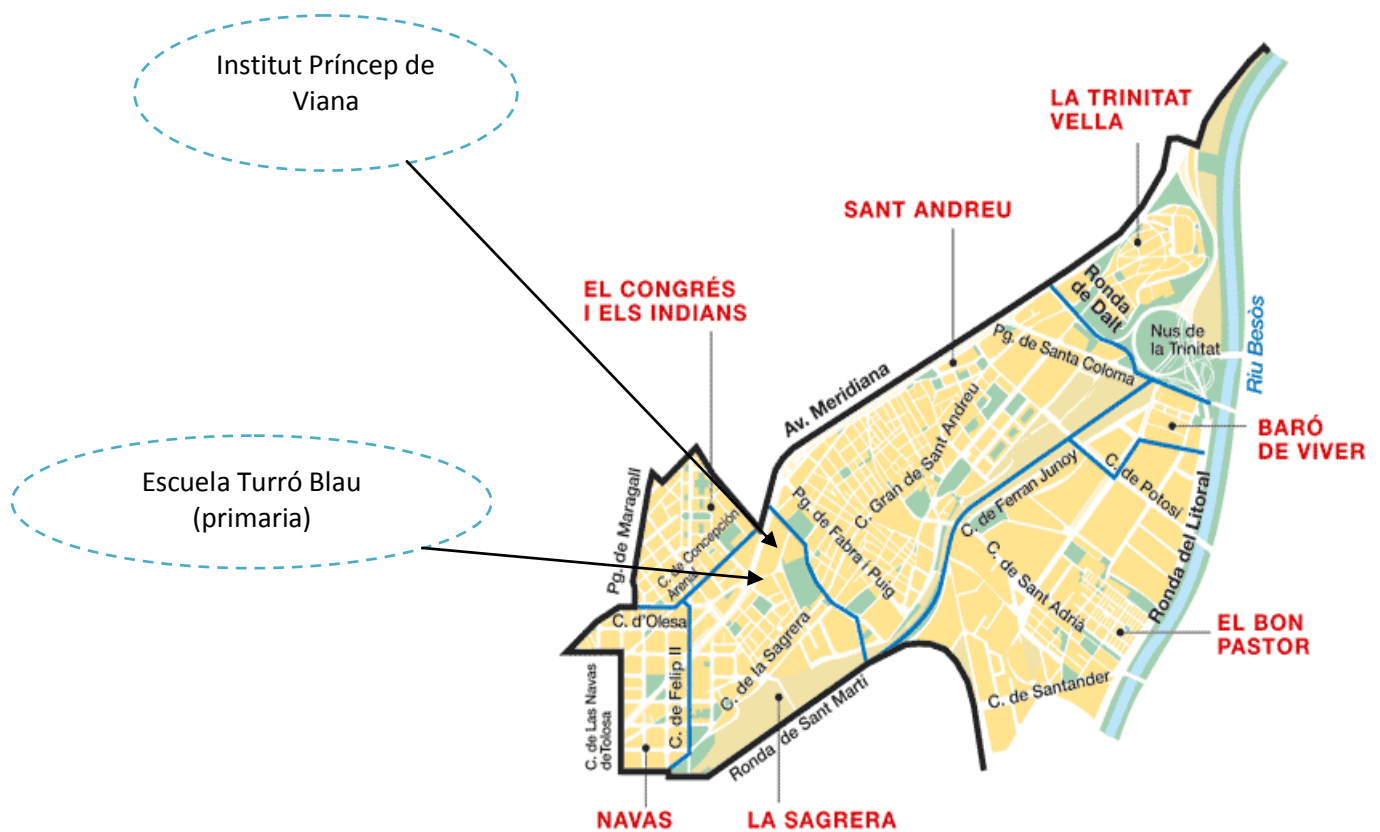 Institut Príncep de
Viana
LA TRINITAT
VELLA
SANT ANDREU
EL CONGRÉS
I ELS INDIANS
Ronda
de Dalt
Nus de
la Trinitat
Riu Besòs
Pg. de Santa Coloma
Av. Meridiana
C. Gran de Sant Andreu
BARÓ
DE VIVER
Escuela Turró Blau
(primaria)
Pg. de Maragall
C. de Concepción
Arenal
Pg. de Fabra i Puig
C. de Ferran Junoy
C. de Potosí
Ronda del Litoral
C. de Sant Adrià
C. d'Olesa
C. de la Sagrera
EL BON
PASTOR
C. de Felip II
C. de Santander
C. de Las Navas
deTolosa
Ronda de Sant Martí
NAVAS
LA SAGRERA